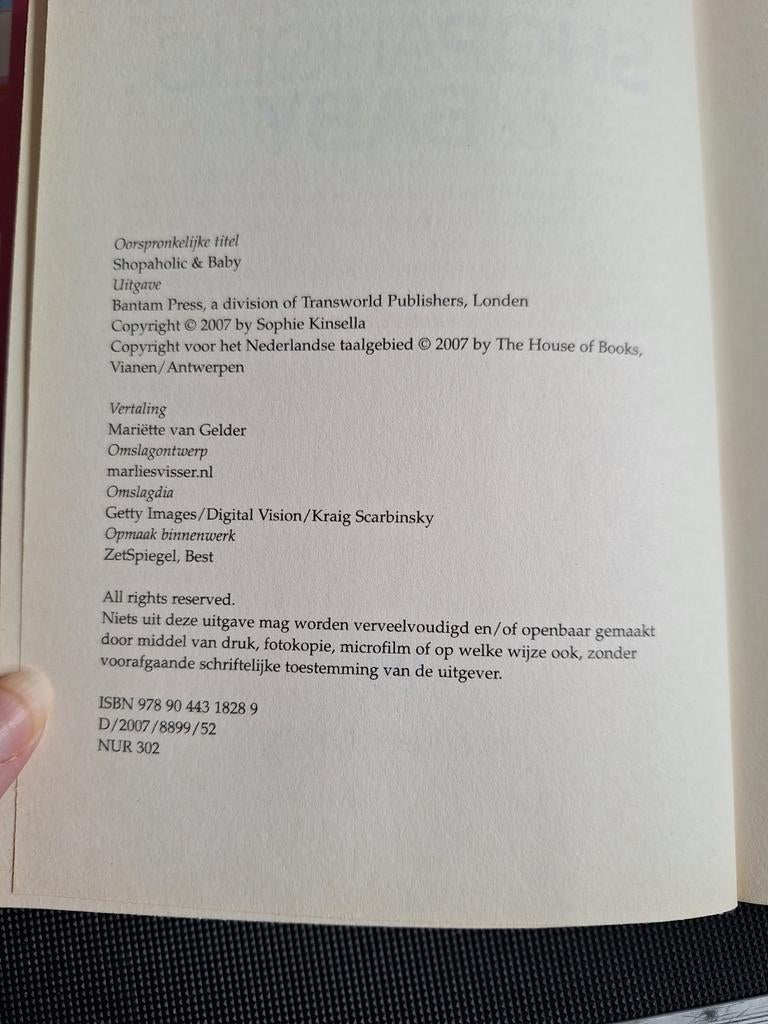 Oorspronkelijke titel
Shopaholic & Baby
Uitgave
Bantam Press, a division of Transworld Publishers, Londen
Copyright © 2007 by Sophie Kinsella
Copyright voor het Nederlandse taalgebied © 2007 by The House of Books,
Vianen/Antwerpen
Vertaling
Mariëtte van Gelder
Omslagontwerp
marliesvisser.nl
Omslagdia
Getty Images/Digital Vision/Kraig Scarbinsky
Opmaak binnenwerk
ZetSpiegel, Best
All rights reserved.
Niets uit deze uitgave mag worden verveelvoudigd en/of openbaar gemaakt
door middel van druk, fotokopie, microfilm of op welke wijze ook, zonder
voorafgaande schriftelijke toestemming van de uitgever.
ISBN 978 90 443 1828 9
D/2007/8899/52
NUR 302